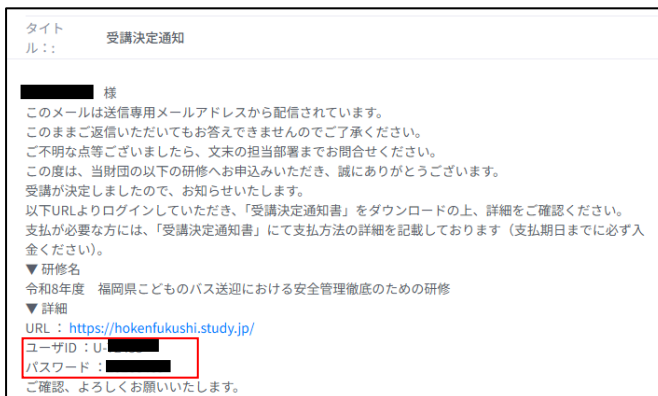 タイト
ル：:
受講決定通知
様
このメールは送信専用メールアドレスから配信されています。
このままご返信いただいてもお答えできませんのでご了承ください。
ご不明な点等ございましたら、文末の担当部署までお問合せください。
この度は、当財団の以下の研修へお申込みいただき、誠にありがとうございます。
受講が決定しましたので、お知らせいたします。
以下URLよりログインしていただき、「受講決定通知書」をダウンロードの上、詳細をご確認ください。
支払が必要な方には、「受講決定通知書」にて支払方法の詳細を記載しております（支払期日までに必ず入
金ください）。
▼ 研修名
令和8年度　福岡県こどものバス送迎における安全管理徹底のための研修
▼ 詳細
URL ： https://hokenfukushi.study.jp/
ユーザID ：U-
パスワード ：
ご確認、よろしくお願いいたします。